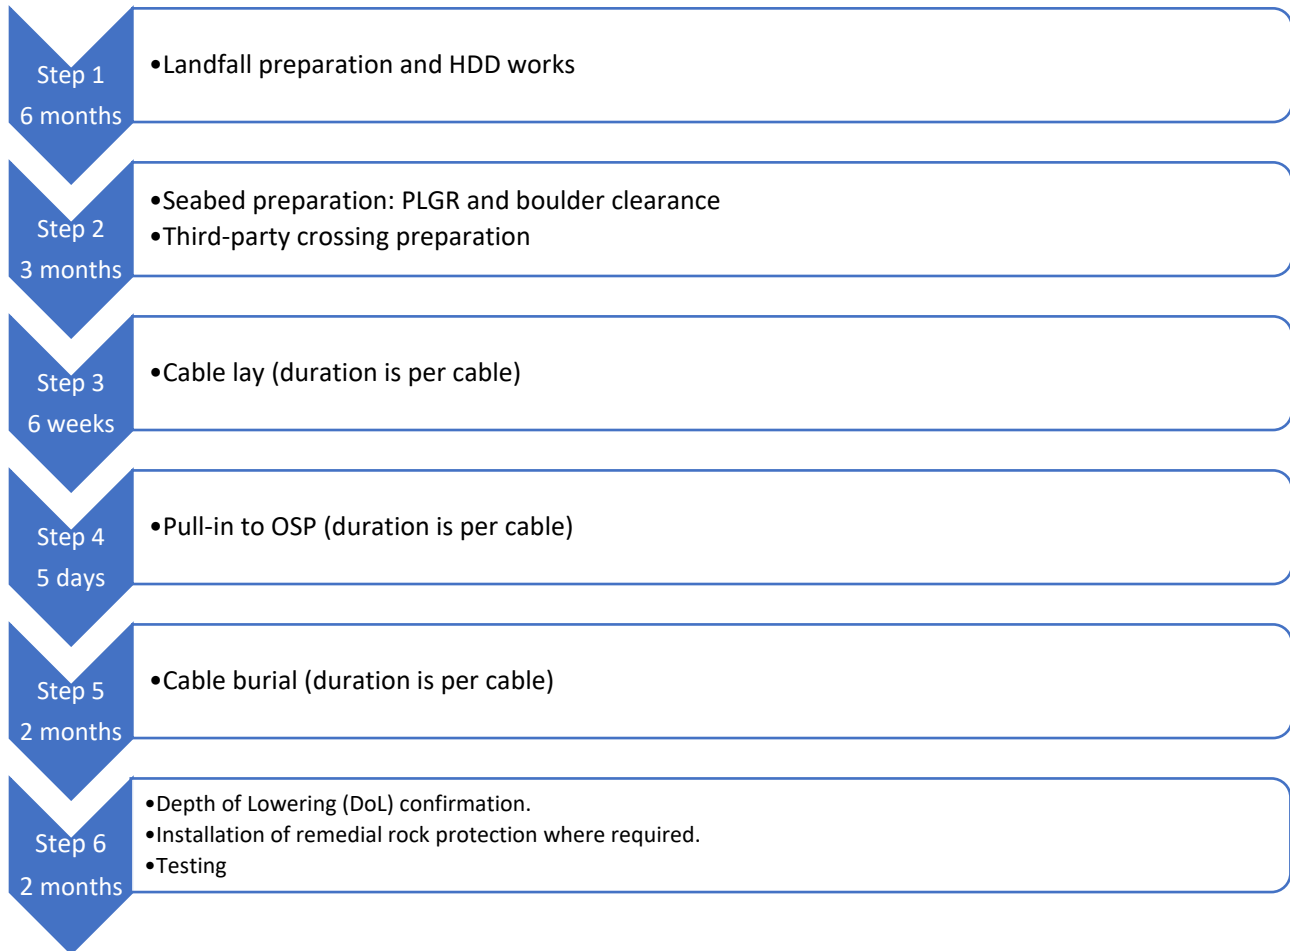 Step 1
6 months
•Landfall preparation and HDD works
Step 2
3 months
•Seabed preparation: PLGR and boulder clearance
•Third-party crossing preparation
Step 3
6 weeks
•Cable lay (duration is per cable)
Step 4
5 days
•Pull-in to OSP (duration is per cable)
Step 5
2 months
•Cable burial (duration is per cable)
Step 6
2 months
•Depth of Lowering (DoL) confirmation.
•Installation of remedial rock protection where required.
•Testing